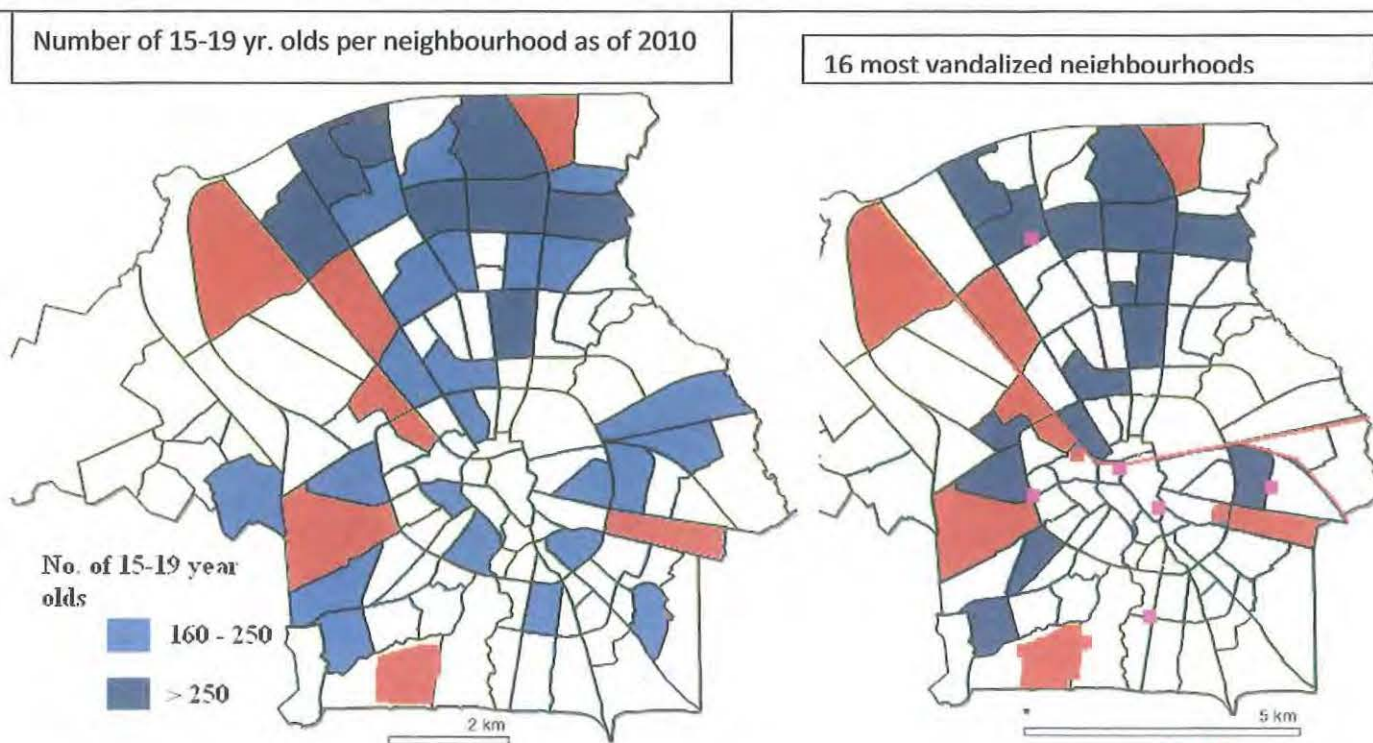 Number of 15-19 yr. olds per neighbourhood as of 2010
16 most vandalized neighbourhoods
No. of 15-19 year
olds
160 - 250
> 250
2 km
5 km